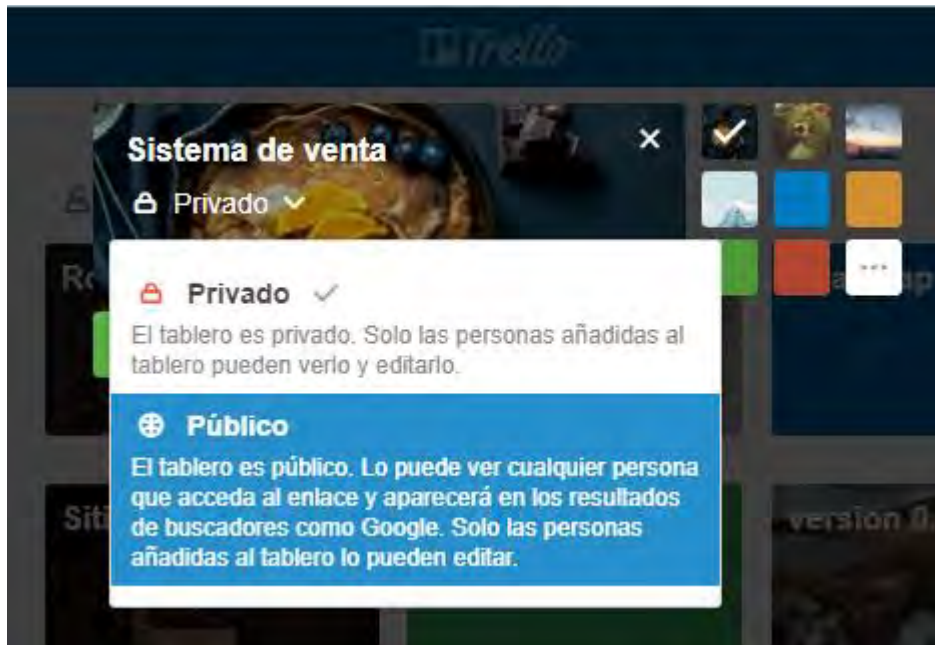 Trello
Sistema de venta
Privado
Privado
El tablero es privado. Solo las personas añadidas al
tablero pueden verlo y editarlo.
Público
El tablero es público. Lo puede ver cualquier persona
que acceda al enlace y aparecerá en los resultados
de buscadores como Google. Solo las personas
añadidas al tablero lo pueden editar.
Siti
version 0.